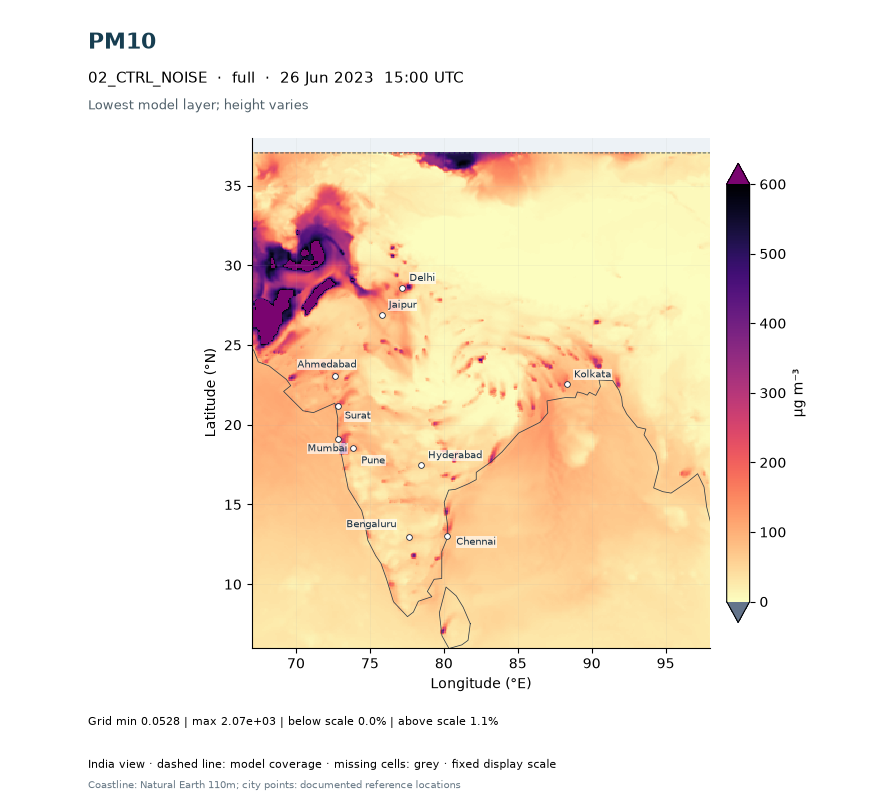 PM10
02_CTRL_NOISE · full · 26 Jun 2023 15:00 UTC
Lowest model layer; height varies
35
30
25
20
15
10
Latitude (°N)
Delhi
Jaipur
Ahmedabad
Kolkata
Surat
Mumbai
Pune
Hyderabad
Bengaluru
Chennai
70
75
80
85
90
95
Longitude (°E)
600
500
400
300
200
100
0
μg m⁻³
Grid min 0.0528 | max 2.07e+03 | below scale 0.0% | above scale 1.1%
India view · dashed line: model coverage · missing cells: grey · fixed display scale
Coastline: Natural Earth 110m; city points: documented reference locations